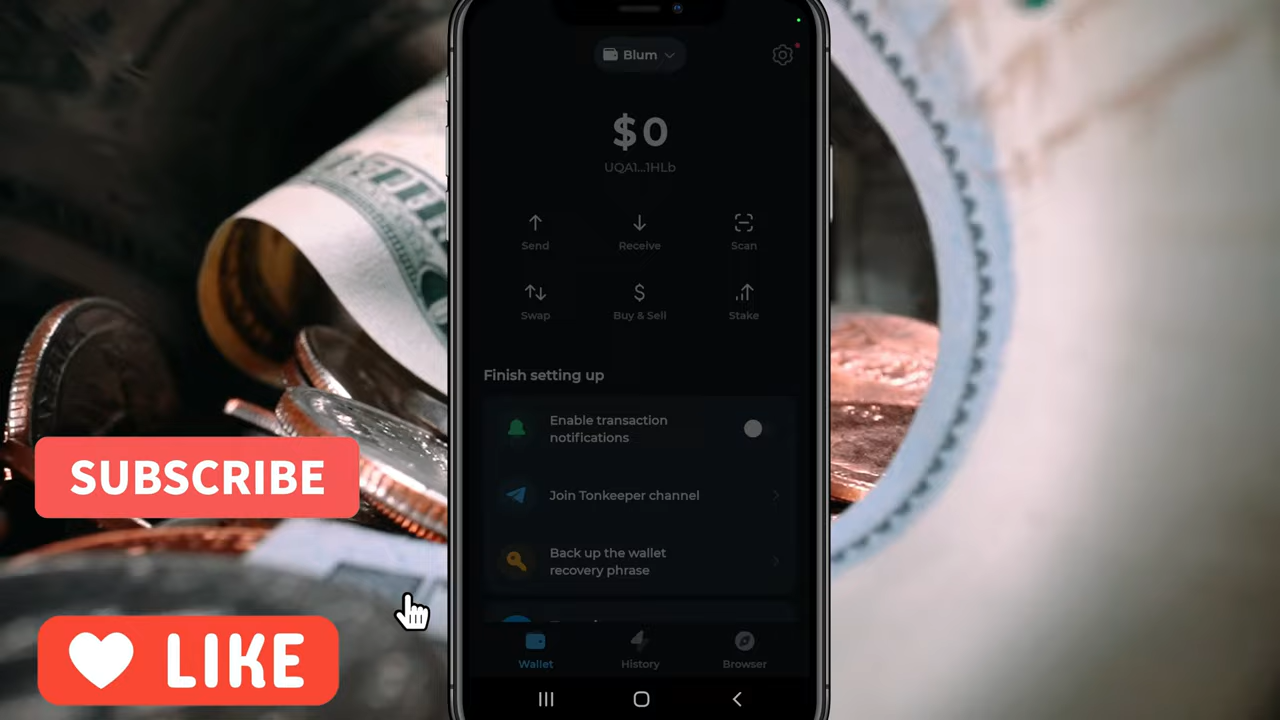 Blum
$0
UQA1...1HLb
Send
Receive
Scan
Swap
Buy & Sell
Stake
Finish setting up
Enable transaction
notifications
Join Tonkeeper channel
Back up the wallet
recovery phrase
Wallet
History
Browser
SUBSCRIBE
LIKE